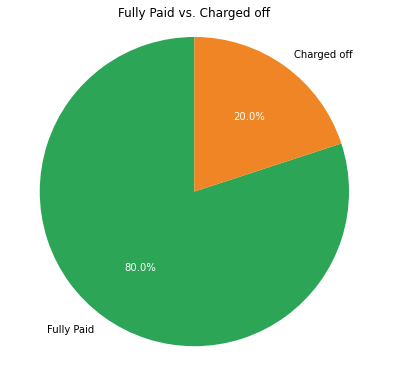 Fully Paid vs. Charged off
Charged off
20.0%
80.0%
Fully Paid